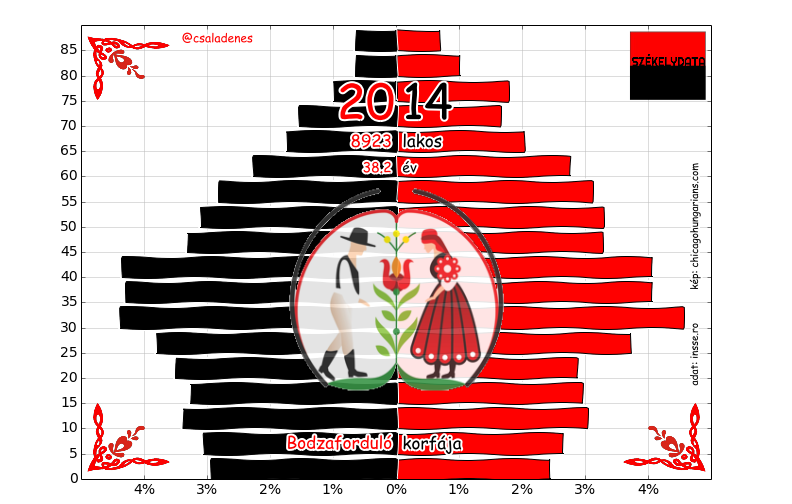 @csaladenes
SZÉKELYDATA
2014
8923 lakos
38.2 év
kép: chicagohungarians.com
adat: insse.ro
Bodzaforduló korfája
85
80
75
70
65
60
55
50
45
40
35
30
25
20
15
10
5
0
4% 3% 2% 1% 0% 1% 2% 3% 4%